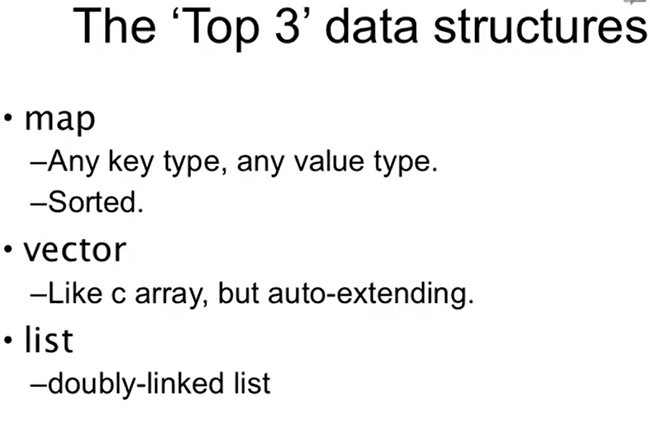 The ‘Top 3’ data structures
• map
–Any key type, any value type.
–Sorted.
• vector
–Like c array, but auto-extending.
• list
–doubly-linked list